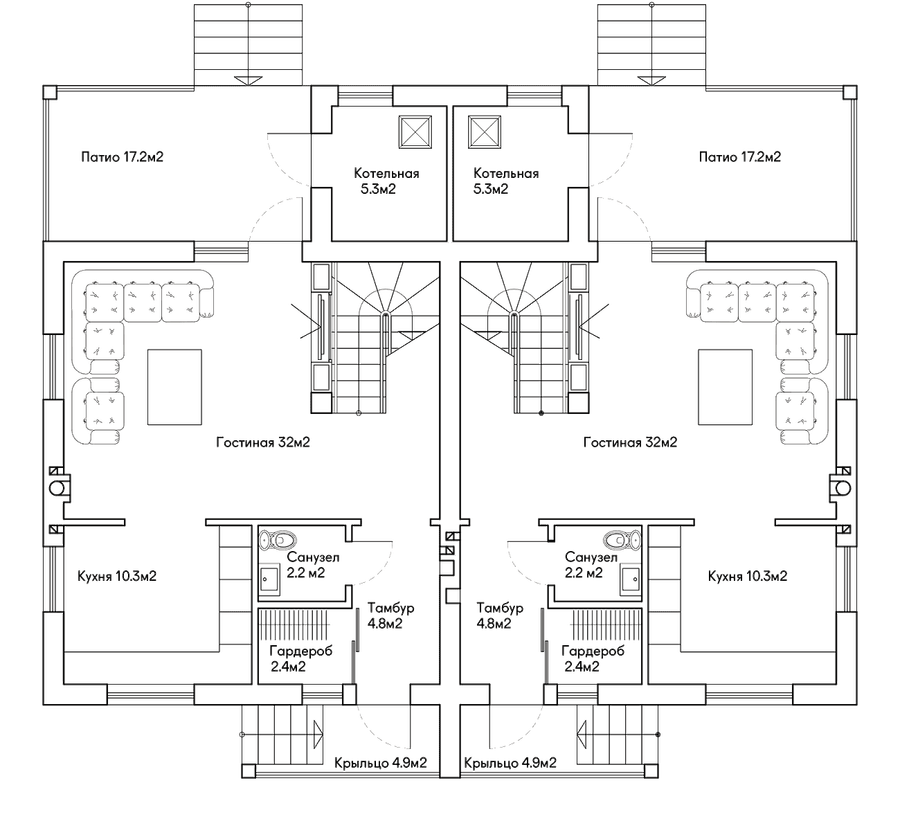 Патио 17.2м2
Котельная
5.3м2
Котельная
5.3м2
Патио 17.2м2
Гостиная 32м2
Гостиная 32м2
Санузел
2.2 м2
Санузел
2.2 м2
Кухня 10.3м2
Кухня 10.3м2
Тамбур
4.8м2
Тамбур
4.8м2
Гардероб
2.4м2
Гардероб
2.4м2
Крыльцо 4.9м2
Крыльцо 4.9м2